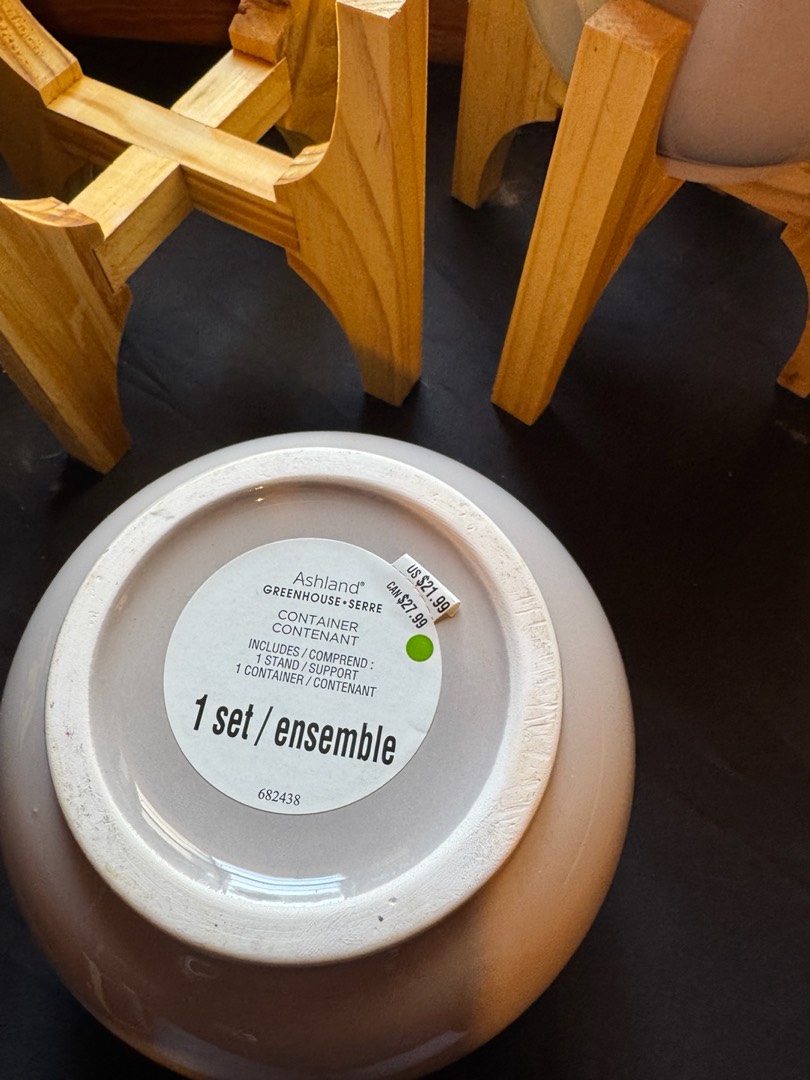 Ashland®
GREENHOUSE • SERRE
CONTAINER
CONTENANT
INCLUDES / COMPREND :
1 STAND / SUPPORT
1 CONTAINER / CONTENANT
1 set / ensemble
682438
US $21.99
CAN $27.99